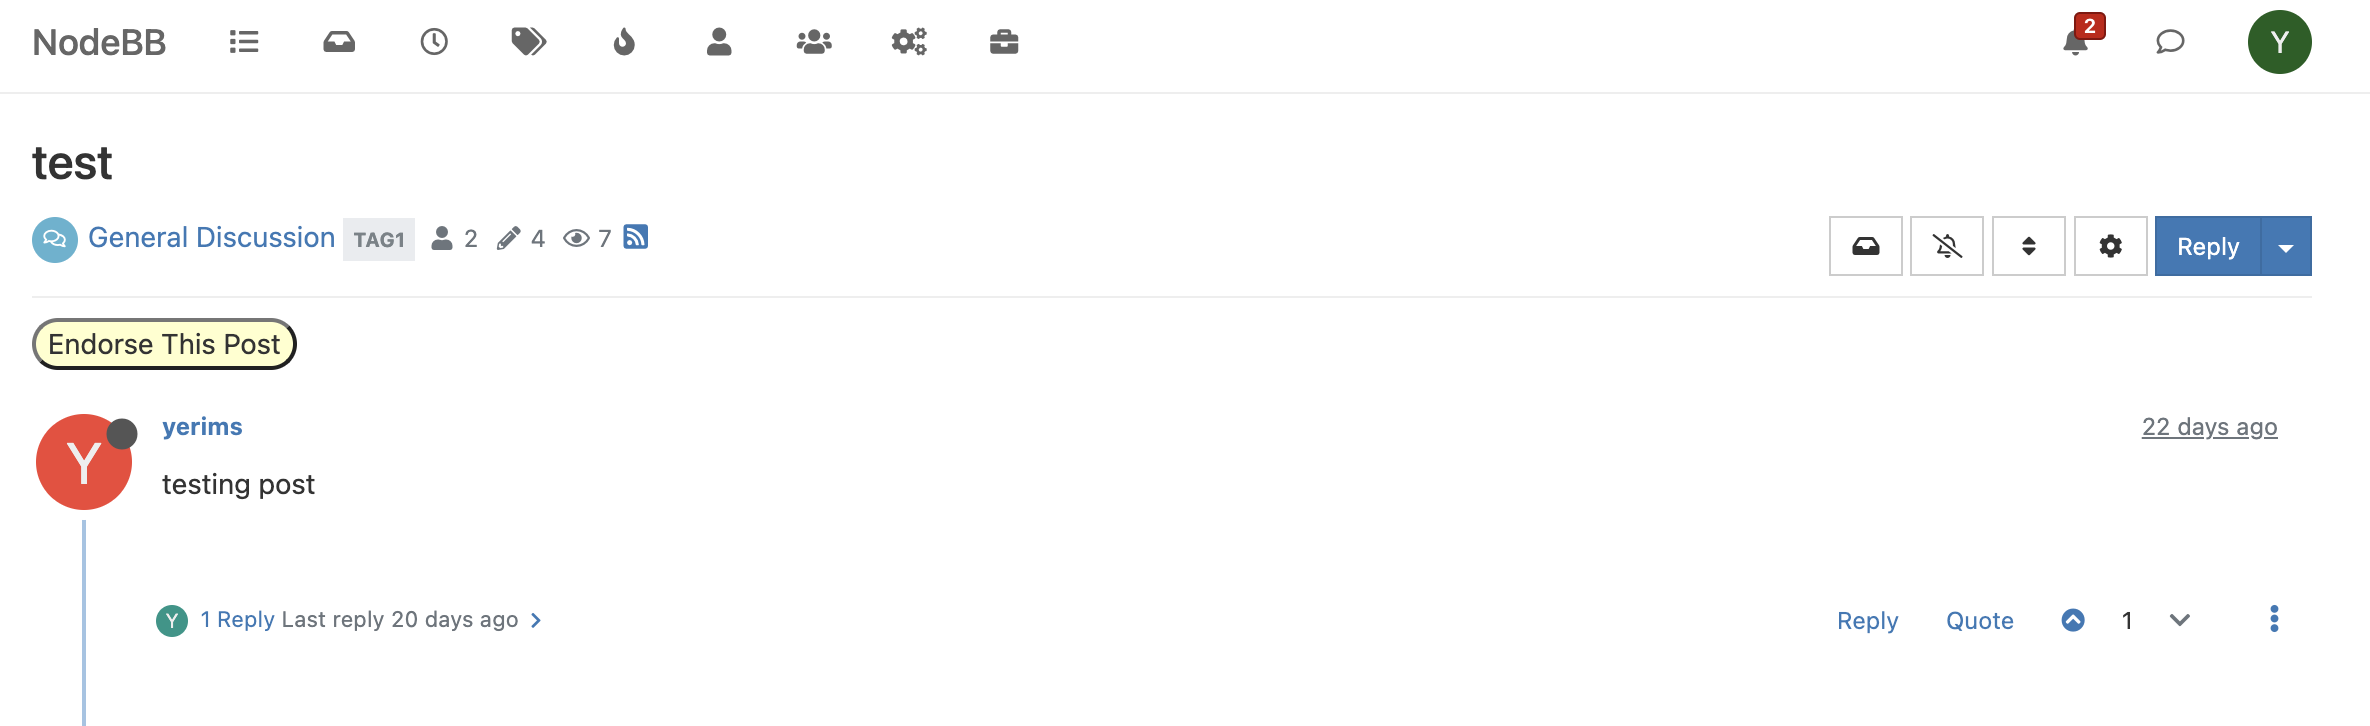 NodeBB 2 Y
test
General Discussion TAG1 2 4 7 Reply
Endorse This Post
Y yerims 22 days ago
testing post
Y 1 Reply Last reply 20 days ago Reply Quote 1